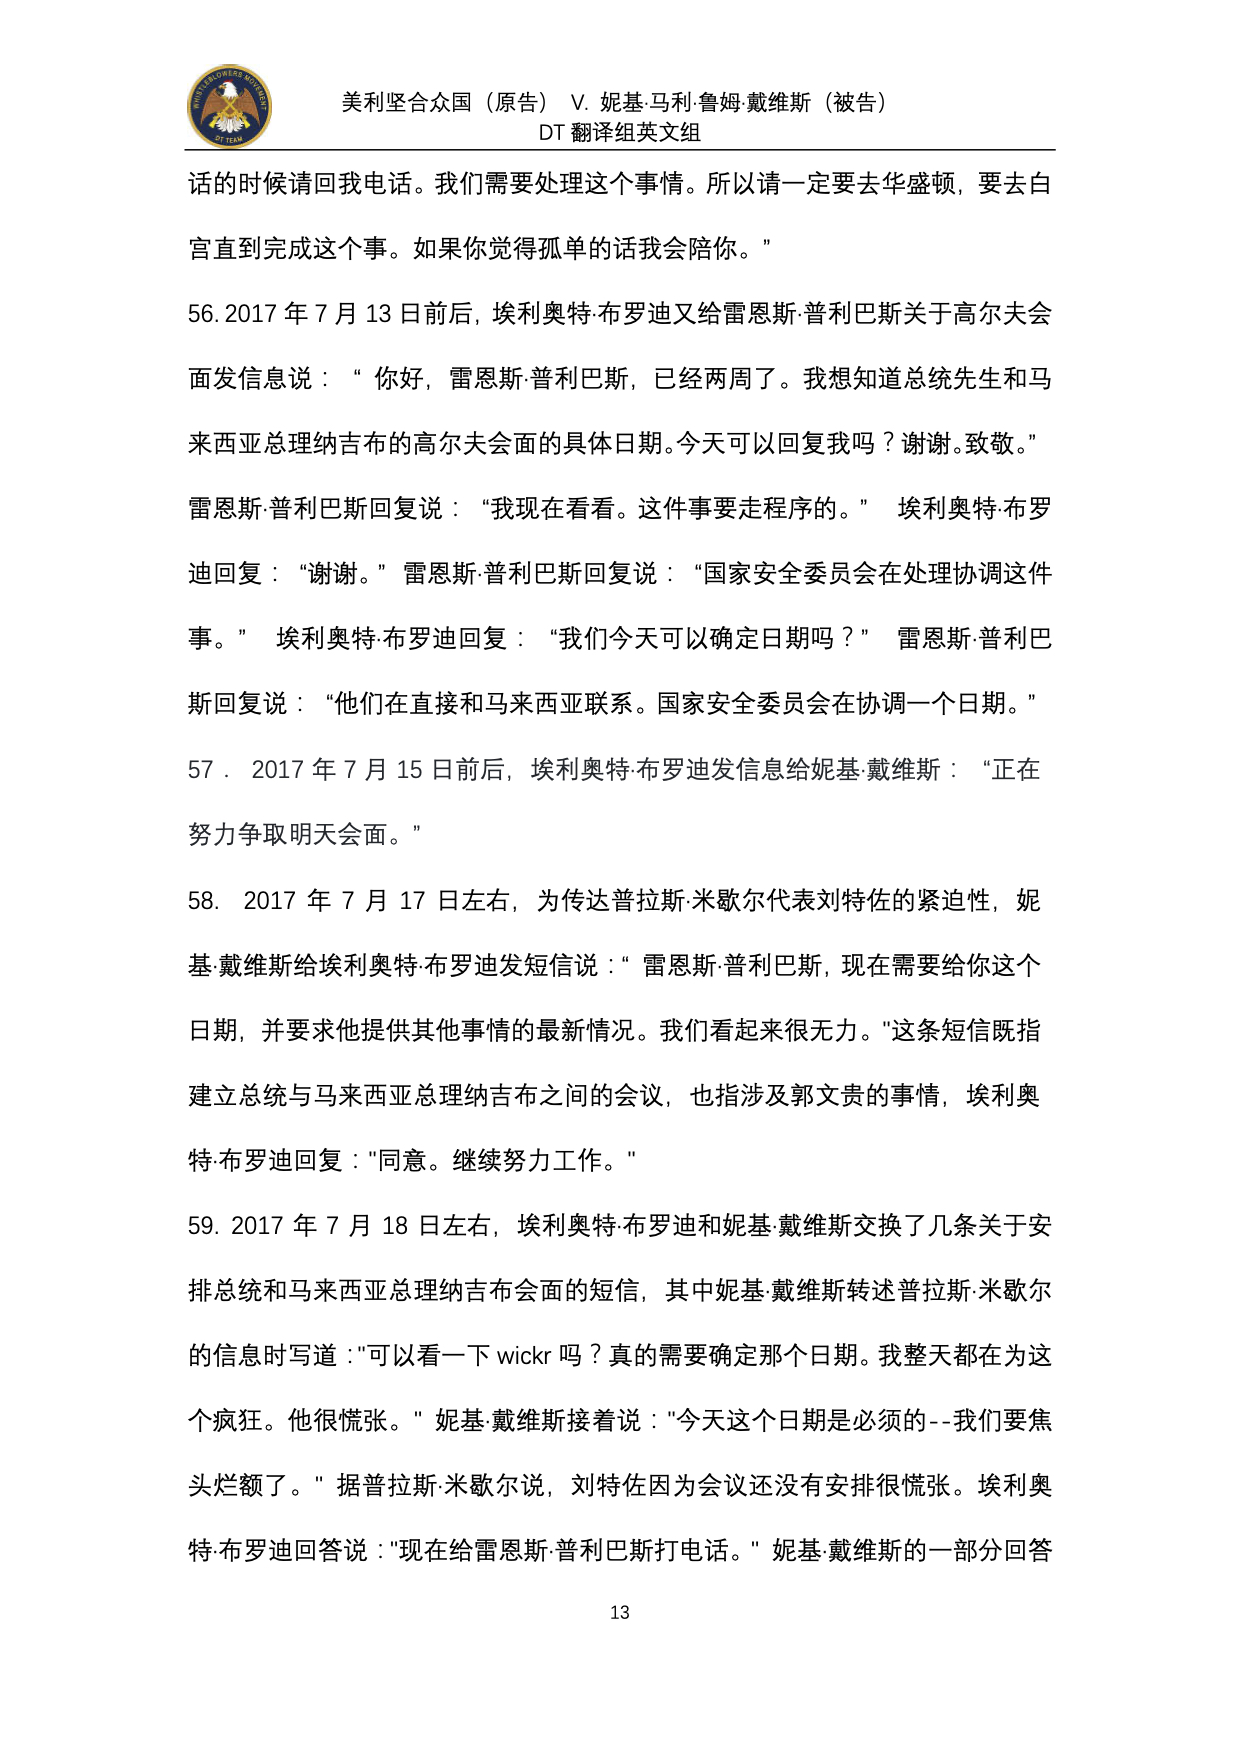 WHISTLEBLOWERS MOVEMENT
DT TEAM
美利坚合众国（原告） V. 妮基·马利·鲁姆·戴维斯（被告）
DT 翻译组英文组
话的时候请回我电话。我们需要处理这个事情。所以请一定要去华盛顿，要去白
宫直到完成这个事。如果你觉得孤单的话我会陪你。”
56. 2017 年 7 月 13 日前后，埃利奥特·布罗迪又给雷恩斯·普利巴斯关于高尔夫会
面发信息说：“ 你好，雷恩斯·普利巴斯，已经两周了。我想知道总统先生和马
来西亚总理纳吉布的高尔夫会面的具体日期。今天可以回复我吗？谢谢。致敬。”
雷恩斯·普利巴斯回复说：“我现在看看。这件事要走程序的。” 埃利奥特·布罗
迪回复：“谢谢。” 雷恩斯·普利巴斯回复说：“国家安全委员会在处理协调这件
事。” 埃利奥特·布罗迪回复：“我们今天可以确定日期吗？” 雷恩斯·普利巴
斯回复说：“他们在直接和马来西亚联系。国家安全委员会在协调一个日期。”
57． 2017 年 7 月 15 日前后，埃利奥特·布罗迪发信息给妮基·戴维斯：“正在
努力争取明天会面。”
58. 2017 年 7 月 17 日左右，为传达普拉斯·米歇尔代表刘特佐的紧迫性，妮
基·戴维斯给埃利奥特·布罗迪发短信说：“ 雷恩斯·普利巴斯，现在需要给你这个
日期，并要求他提供其他事情的最新情况。我们看起来很无力。"这条短信既指
建立总统与马来西亚总理纳吉布之间的会议，也指涉及郭文贵的事情，埃利奥
特·布罗迪回复："同意。继续努力工作。"
59. 2017 年 7 月 18 日左右，埃利奥特·布罗迪和妮基·戴维斯交换了几条关于安
排总统和马来西亚总理纳吉布会面的短信，其中妮基·戴维斯转述普拉斯·米歇尔
的信息时写道："可以看一下 wickr 吗？真的需要确定那个日期。我整天都在为这
个疯狂。他很慌张。" 妮基·戴维斯接着说："今天这个日期是必须的--我们要焦
头烂额了。" 据普拉斯·米歇尔说，刘特佐因为会议还没有安排很慌张。埃利奥
特·布罗迪回答说："现在给雷恩斯·普利巴斯打电话。" 妮基·戴维斯的一部分回答
13